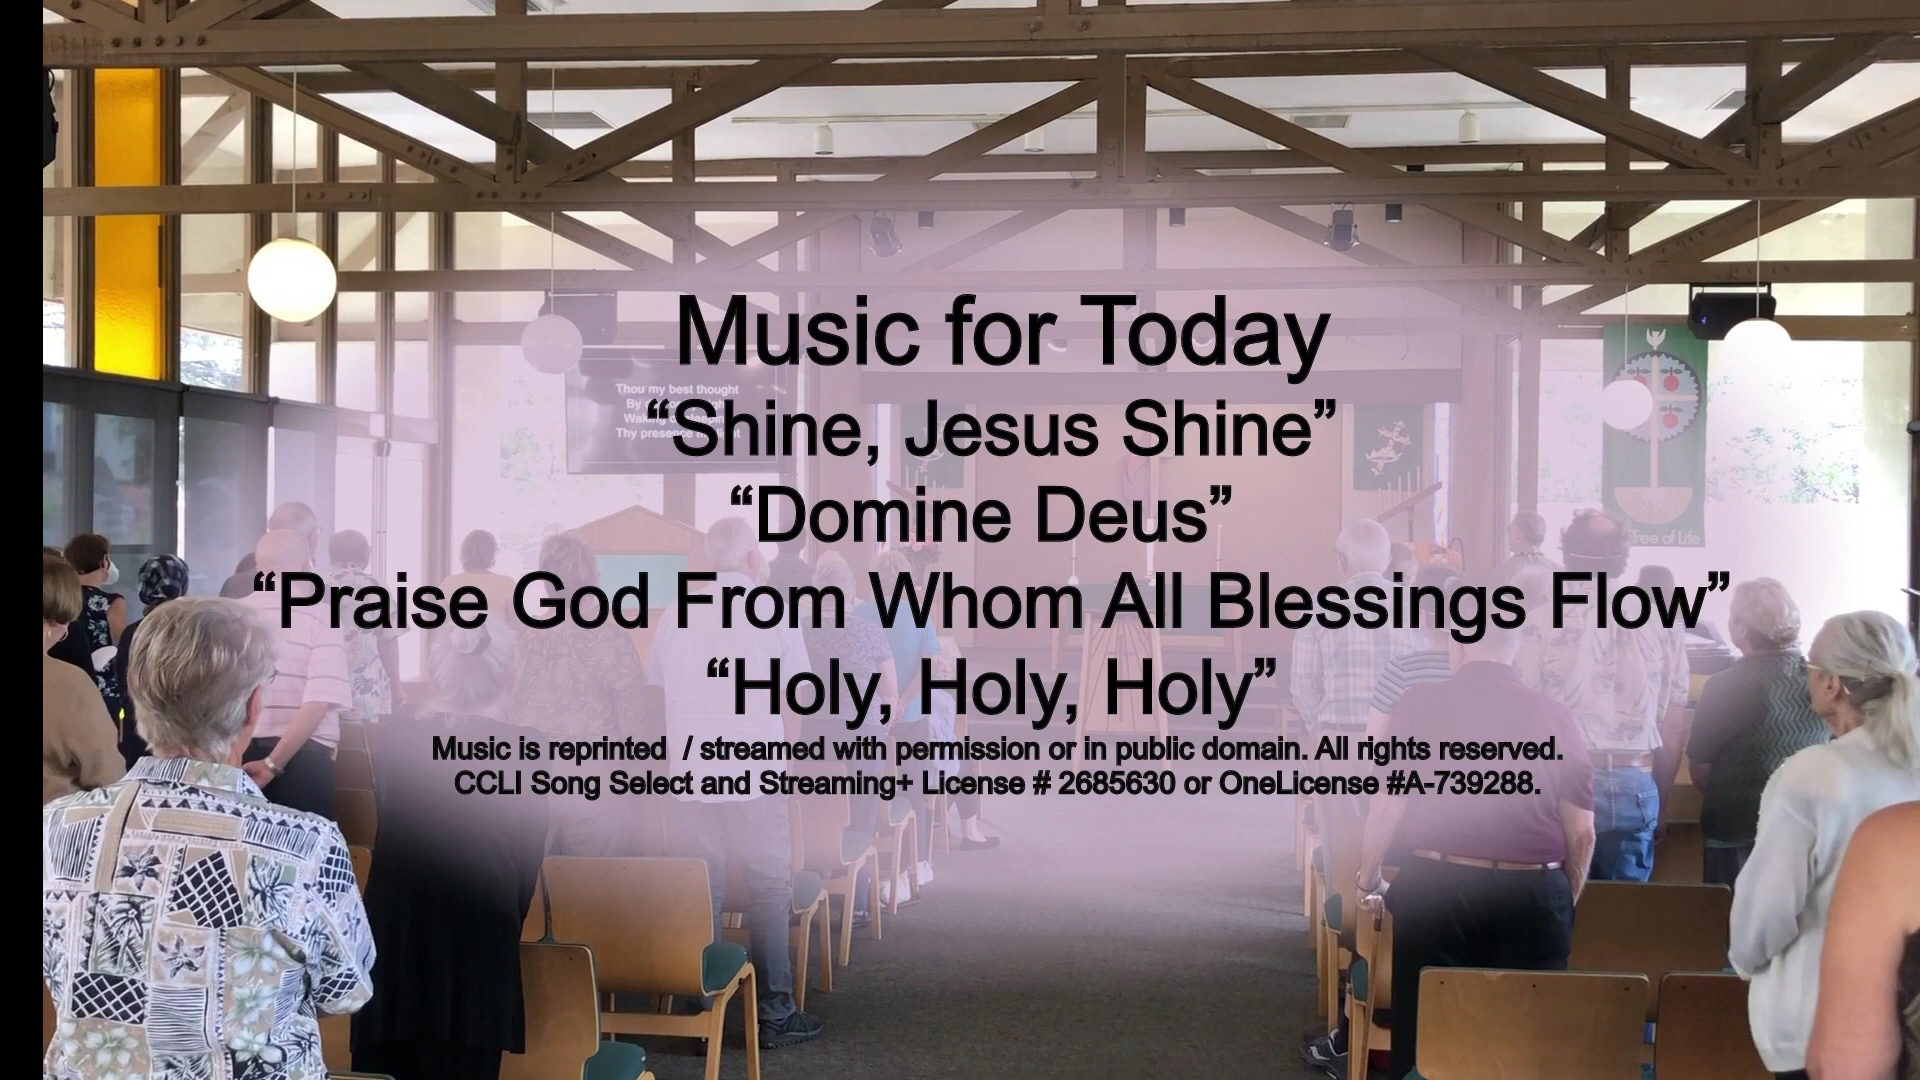 Music for Today
“Shine, Jesus Shine”
“Domine Deus”
“Praise God From Whom All Blessings Flow”
“Holy, Holy, Holy”
Music is reprinted / streamed with permission or in public domain. All rights reserved.
CCLI Song Select and Streaming+ License # 2685630 or OneLicense #A-739288.
Thou my best thought
By
Thy presence
Tree of Life